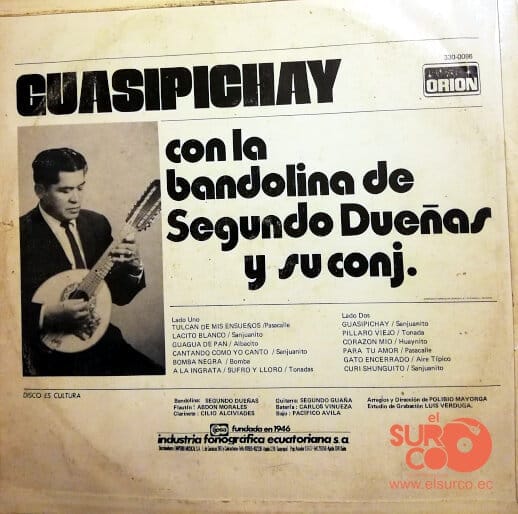 330-0086
GUASIPICHAY
ORION
con la
bandolina de
Segundo Dueñas
y su conj.
Lado Uno
TULCAN DE MIS ENSUEÑOS /Pasacalle
LACITO BLANCO / Sanjuanito
GUAGUA DE PAN / Albacito
CANTANDO COMO YO CANTO / Sanjuanito
BOMBA NEGRA / Bomba
A LA INGRATA / SUFRO Y LLORO / Tonadas
Lado Dos
GUASIPICHAY / Sanjuanito
PILLARO VIEJO / Tonada
CORAZON MIO / Huaynito
PARA TU AMOR / Pasacalle
GATO ENCERRADO / Aire Típico
CURI SHUNGUITO / Sanjuanito
DISCO ES CULTURA
Bandolina: SEGUNDO DUEÑAS
Flautín: ABDON MORALES
Clarinete: CILIO ALCIVIADES
Guitarra: SEGUNDO GUAÑA
Batería: CARLOS VINUEZA
Bajo: PACIFICO AVILA
Arreglos y Dirección de POLIBIO MAYORGA
Estudio de Grabación: LUIS VERDUGA.
ifesa fundada en 1946
industria fonográfica ecuatoriana s.a.
el
SUR
CO
www.elsurco.ec